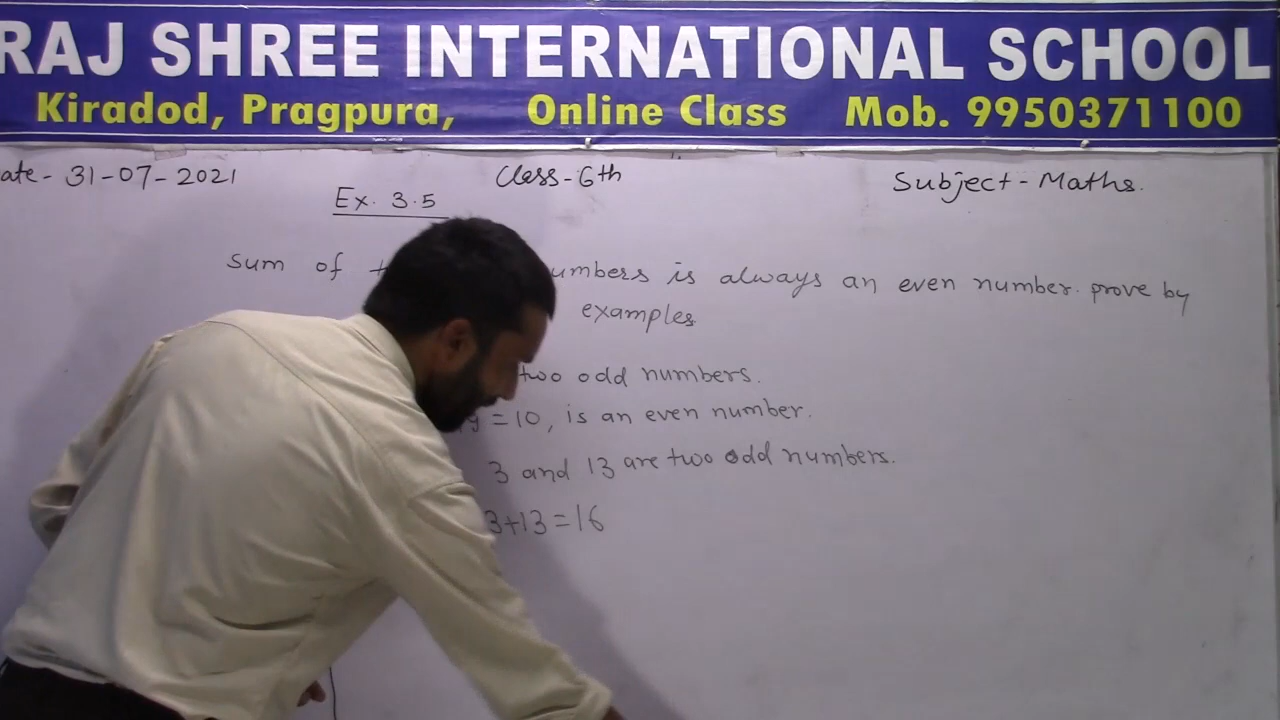 RAJ SHREE INTERNATIONAL SCHOOL
Kiradod, Pragpura, Online Class Mob. 9950371100
ate- 31-07-2021 Class-6th Subject-Maths.
Ex. 3.5
Sum of umbers is always an even number. prove by
examples.
two odd numbers.
9=10, is an even number.
3 and 13 are two odd numbers.
3+13=16